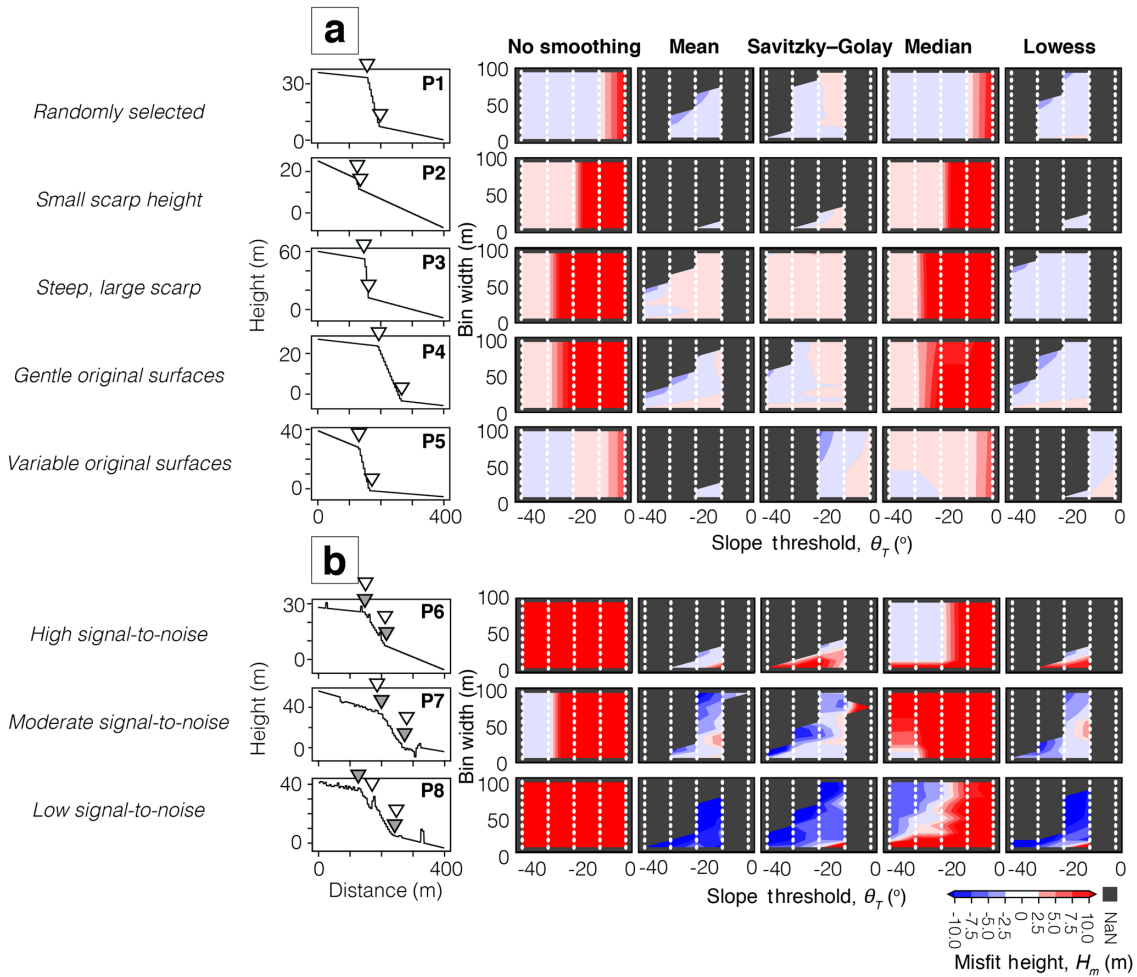 a
No smoothing Mean Savitzky–Golay Median Lowess
Randomly selected
30
0
P1
100
50
0
Small scarp height
20
0
P2
100
50
0
Steep, large scarp
60
0
P3
100
50
0
Gentle original surfaces
20
0
P4
100
50
0
Variable original surfaces
40
0
P5
100
50
0
Height (m)
Bin width (m)
0 400
-40 -20 0 -40 -20 0 -40 -20 0 -40 -20 0 -40 -20 0
Slope threshold, θT (°)
b
High signal-to-noise
30
0
P6
100
50
0
Moderate signal-to-noise
40
0
P7
100
50
0
Low signal-to-noise
40
0
P8
100
50
0
Height (m)
Bin width (m)
0 400
Distance (m)
-40 -20 0 -40 -20 0 -40 -20 0 -40 -20 0 -40 -20 0
Slope threshold, θT (°)
-10.0 -7.5 -5.0 -2.5 0 2.5 5.0 7.5 10.0 NaN
Misfit height, Hm (m)